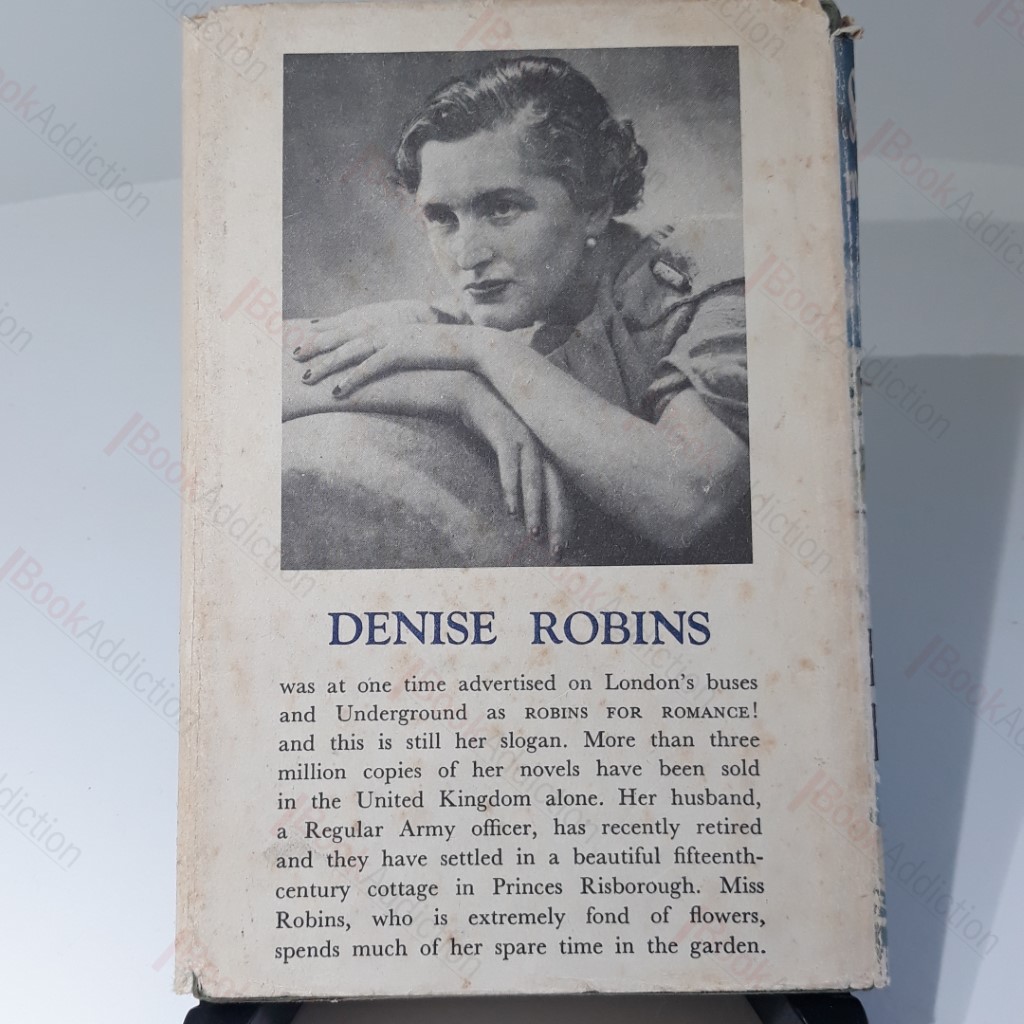 DENISE ROBINS
was at one time advertised on London's buses
and Underground as ROBINS FOR ROMANCE!
and this is still her slogan. More than three
million copies of her novels have been sold
in the United Kingdom alone. Her husband,
a Regular Army officer, has recently retired
and they have settled in a beautiful fifteenth-
century cottage in Princes Risborough. Miss
Robins, who is extremely fond of flowers,
spends much of her spare time in the garden.
BookAddiction